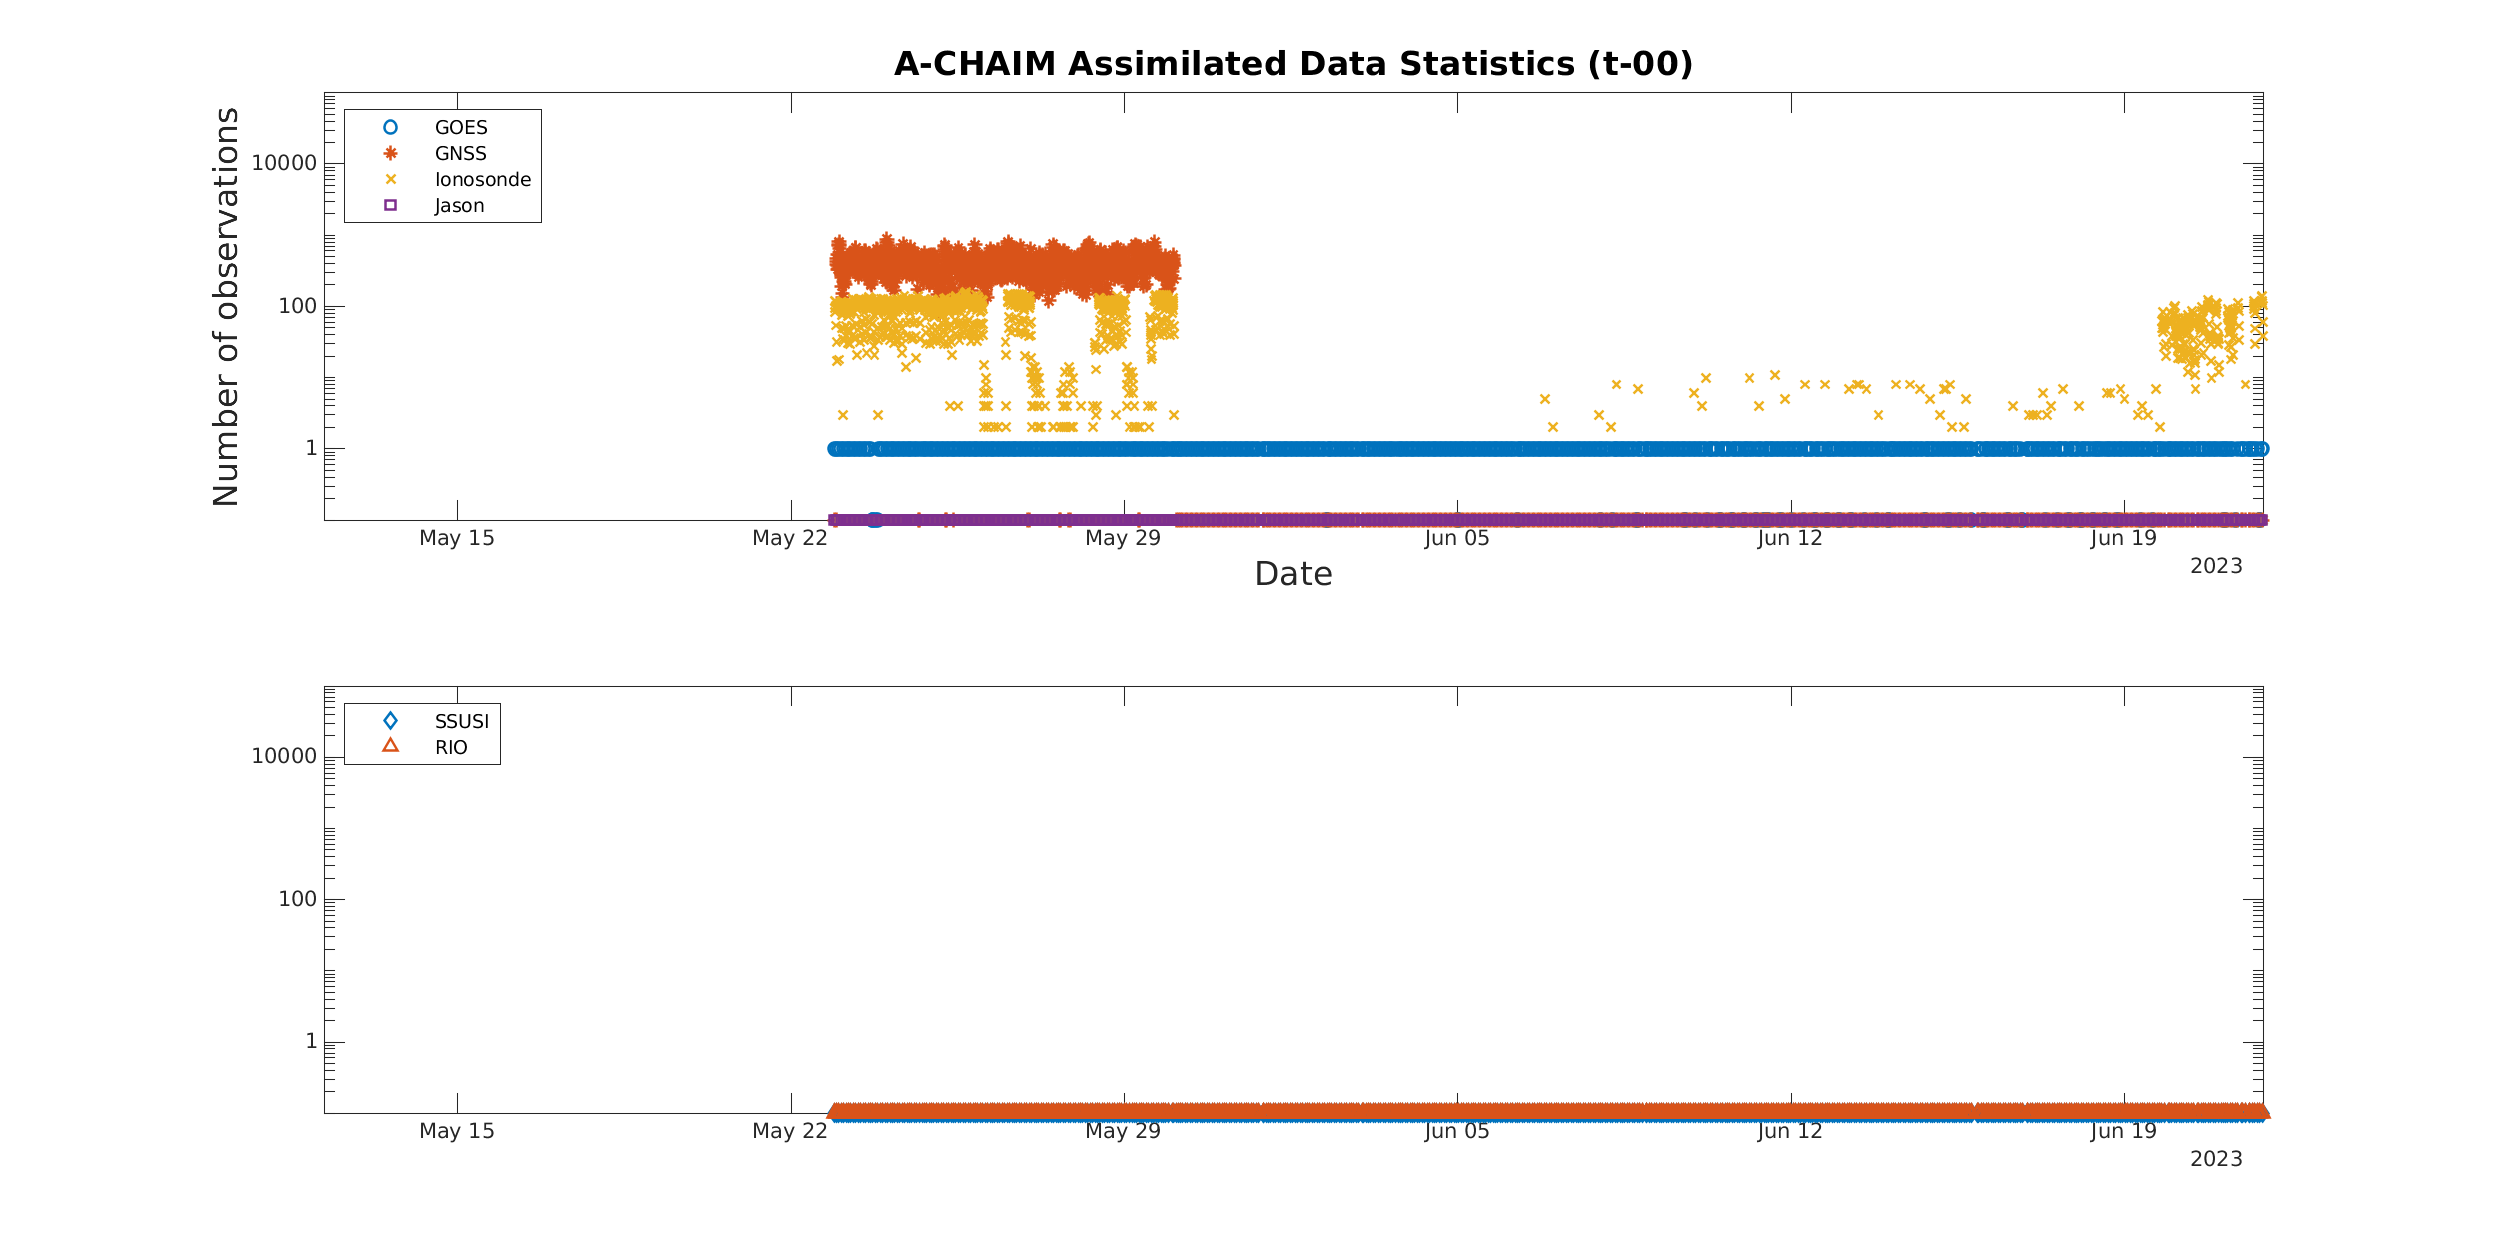 A-CHAIM Assimilated Data Statistics (t-00)
Number of observations
GOES
GNSS
Ionosonde
Jason
10000
100
1
May 15
May 22
May 29
Jun 05
Jun 12
Jun 19
2023
Date
SSUSI
RIO
10000
100
1
May 15
May 22
May 29
Jun 05
Jun 12
Jun 19
2023